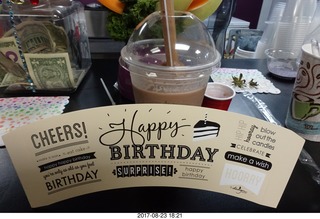 CHEERS!
happy happy birthday
BIRTHDAY
Happy
BIRTHDAY
SURPRISE!!
happy
birthday
blow out
the candles
CELEBRATE
make a wish
2017-08-23 18:21